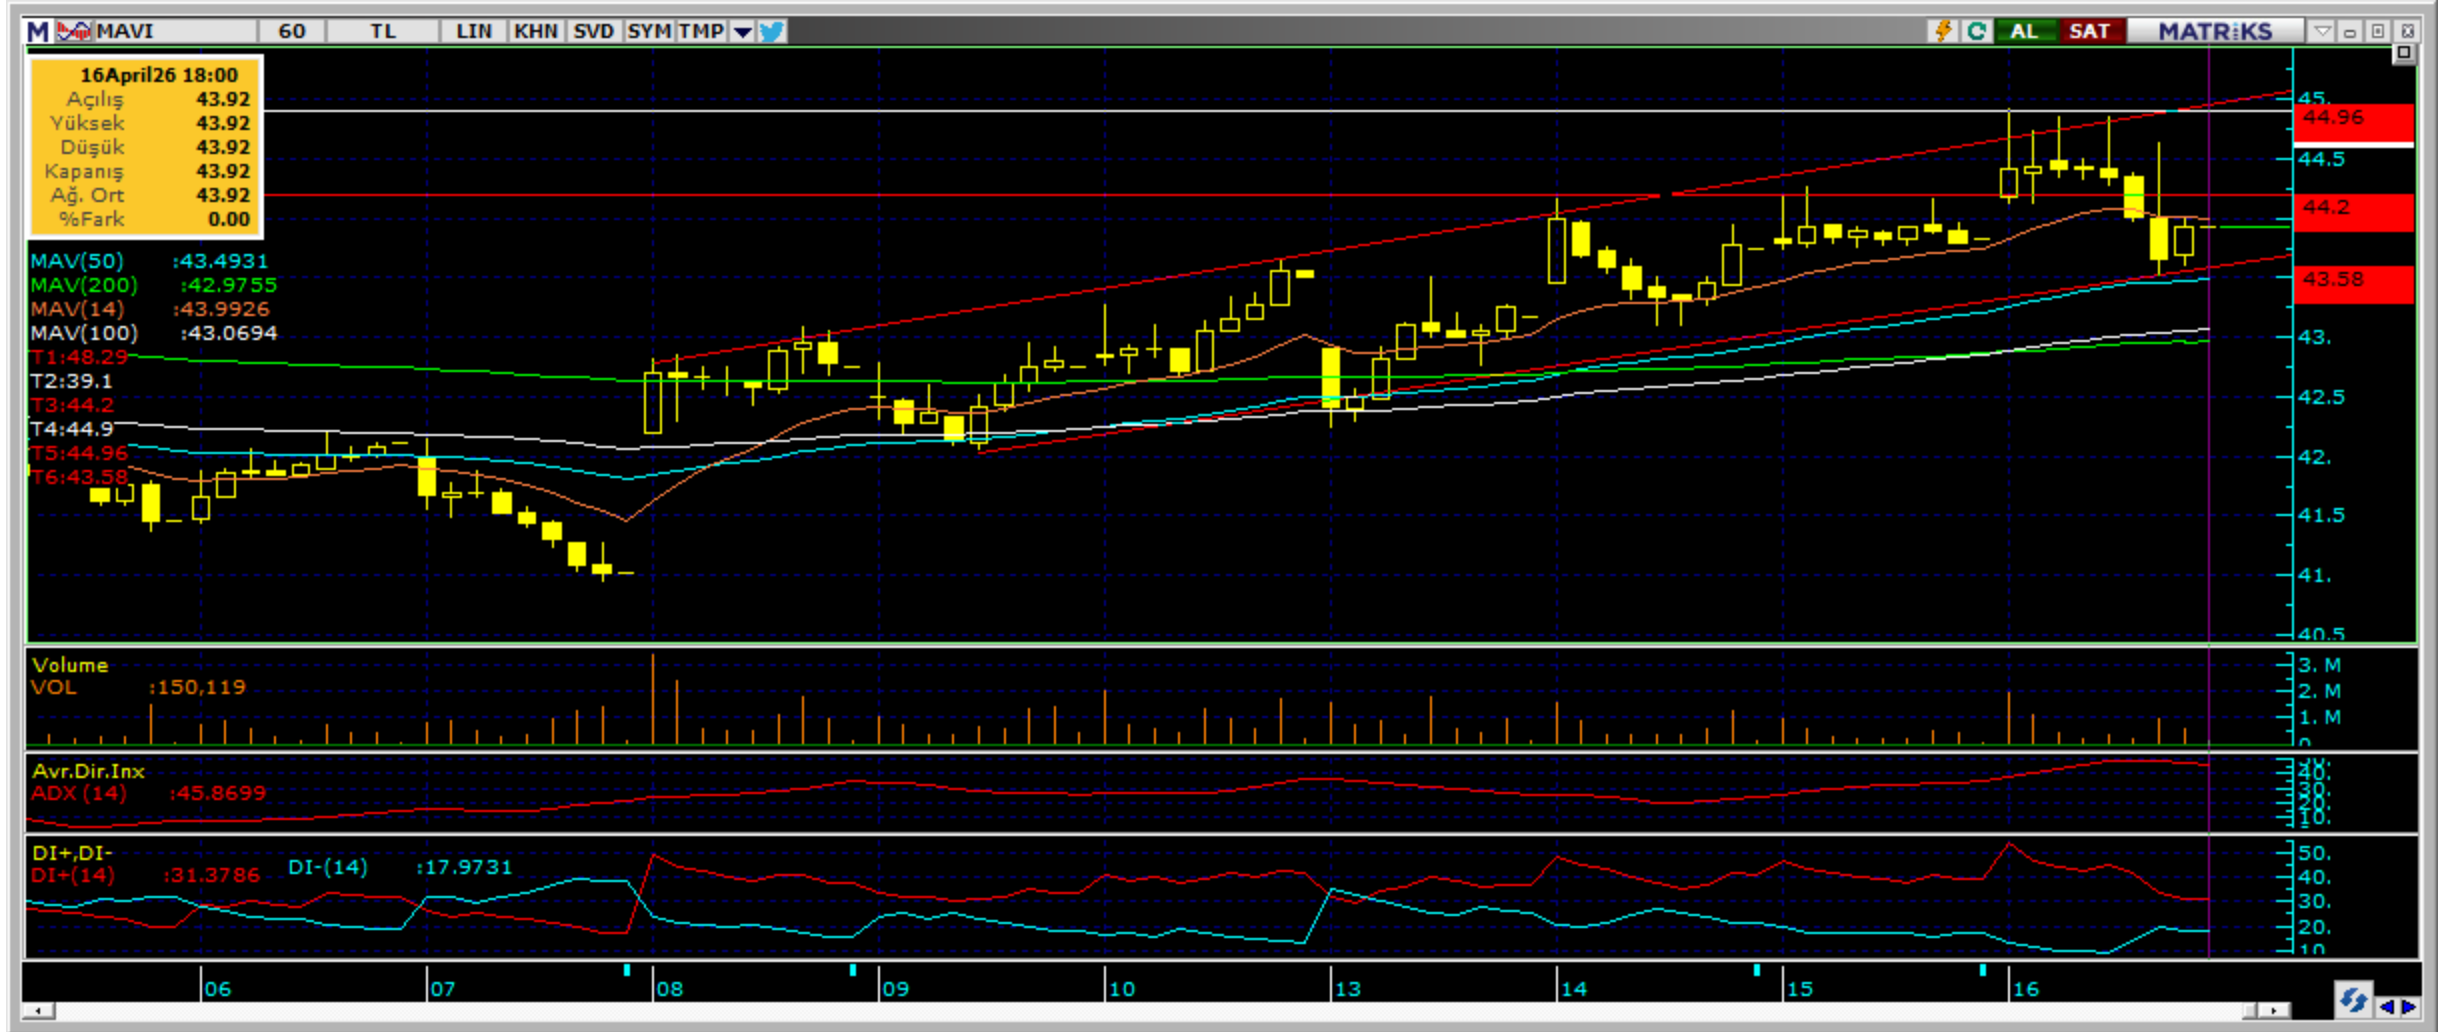 M MAVI 60 TL LIN KHN SVD SYM TMP AL SAT MATRiKS
16April26 18:00
Açılış 43.92
Yüksek 43.92
Düşük 43.92
Kapanış 43.92
Ağ. Ort 43.92
%Fark 0.00
MAV(50) :43.4931
MAV(200) :42.9755
MAV(14) :43.9926
MAV(100) :43.0694
T1:48.29
T2:39.1
T3:44.2
T4:44.9
T5:44.96
T6:43.58
45.
44.96
44.5
44.2
43.58
43.
42.5
42.
41.5
41.
40.5
Volume
VOL :150,119
3. M
2. M
1. M
0
Avr.Dir.Inx
ADX (14) :45.8699
40.
30.
20.
10.
DI+,DI-
DI+(14) :31.3786 DI-(14) :17.9731
50.
40.
30.
20.
10
06 07 08 09 10 13 14 15 16